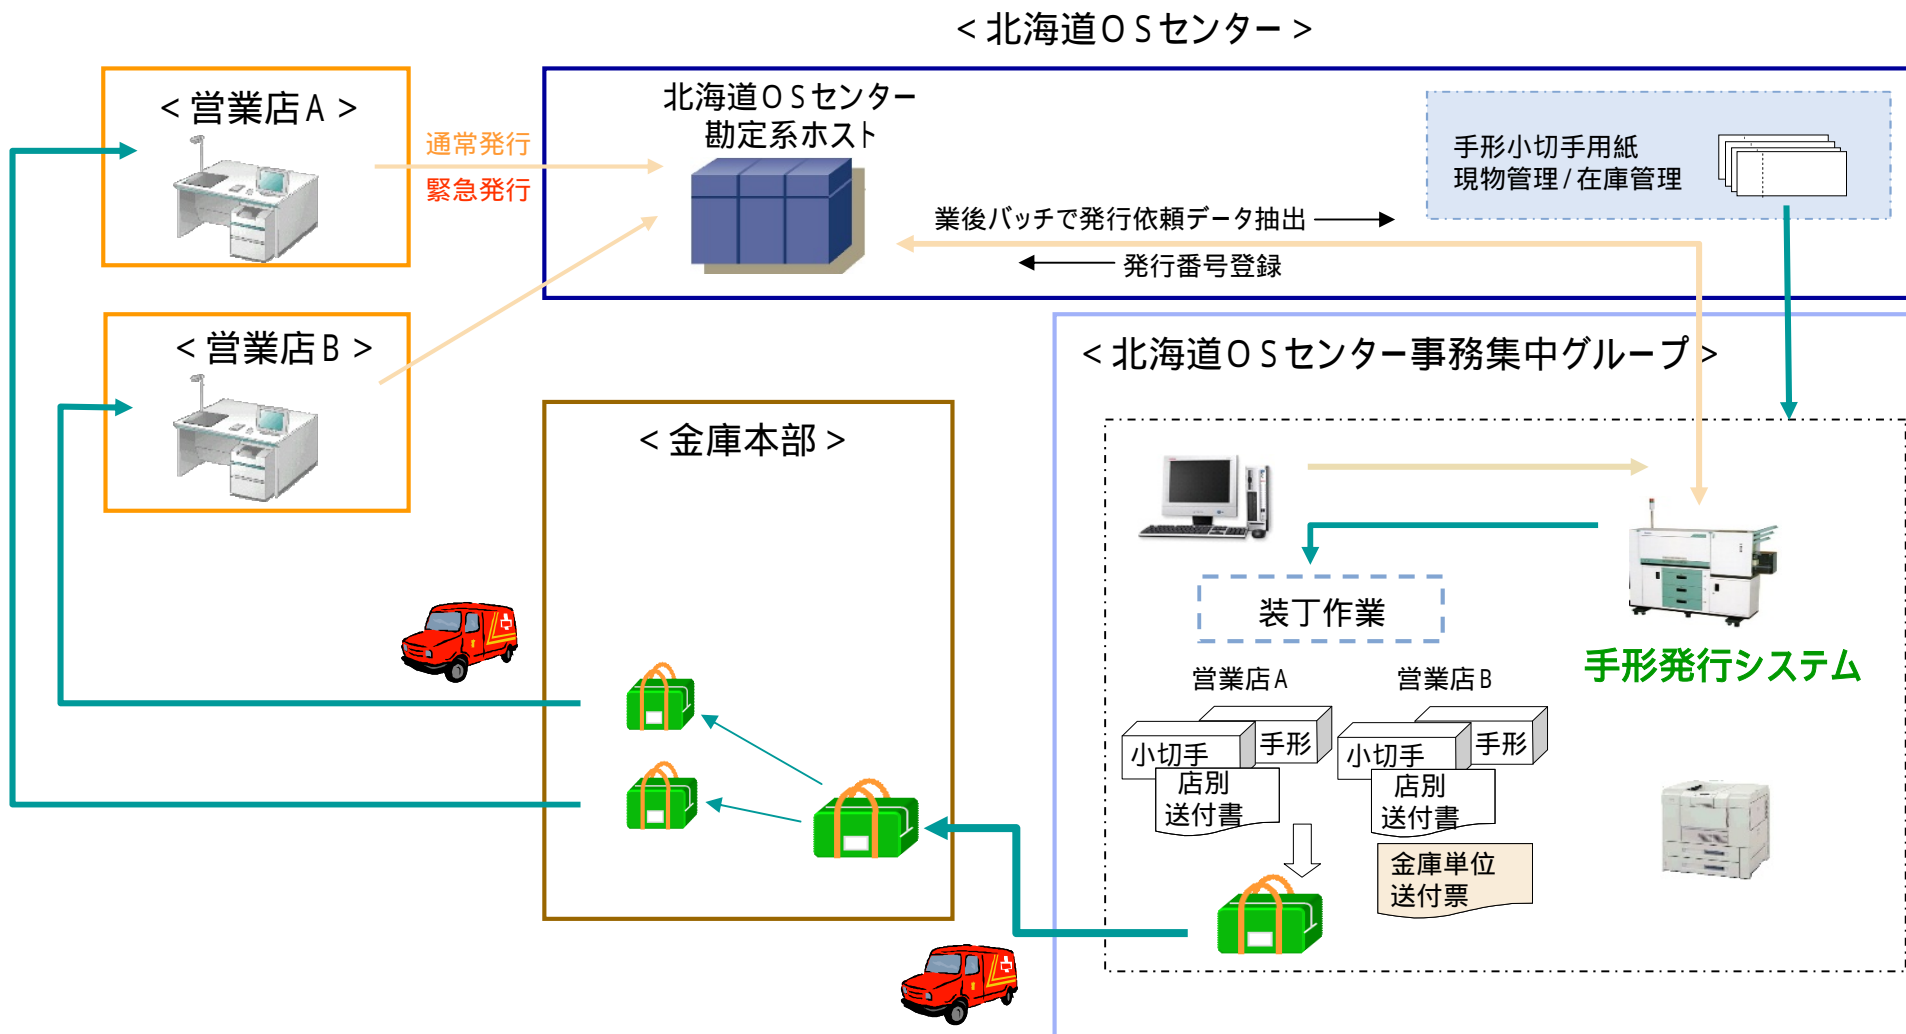 ＜北海道ＯＳセンター＞
＜営業店Ａ＞
通常発行
緊急発行
北海道ＯＳセンター
勘定系ホスト
手形小切手用紙
現物管理/在庫管理
業後バッチで発行依頼データ抽出
発行番号登録
＜営業店Ｂ＞
＜北海道ＯＳセンター事務集中グループ＞
＜金庫本部＞
装丁作業
手形発行システム
営業店Ａ
小切手
手形
店別
送付書
営業店Ｂ
小切手
手形
店別
送付書
金庫単位
送付票